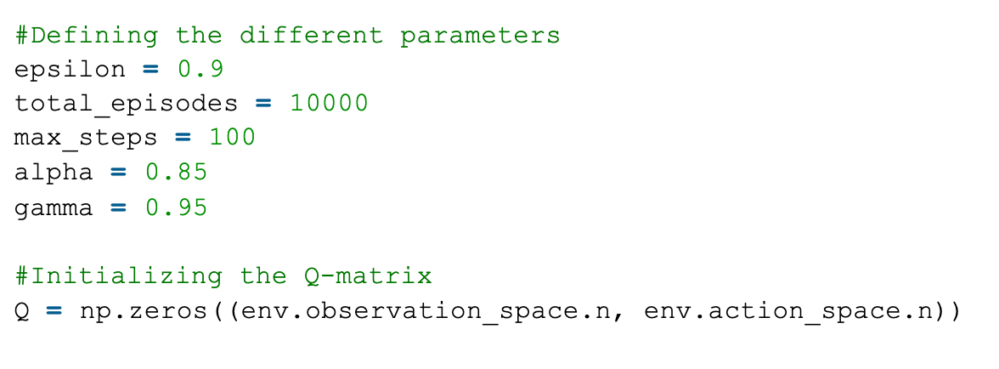 #Defining the different parameters
epsilon = 0.9
total_episodes = 10000
max_steps = 100
alpha = 0.85
gamma = 0.95
#Initializing the Q-matrix
Q = np.zeros((env.observation_space.n, env.action_space.n))